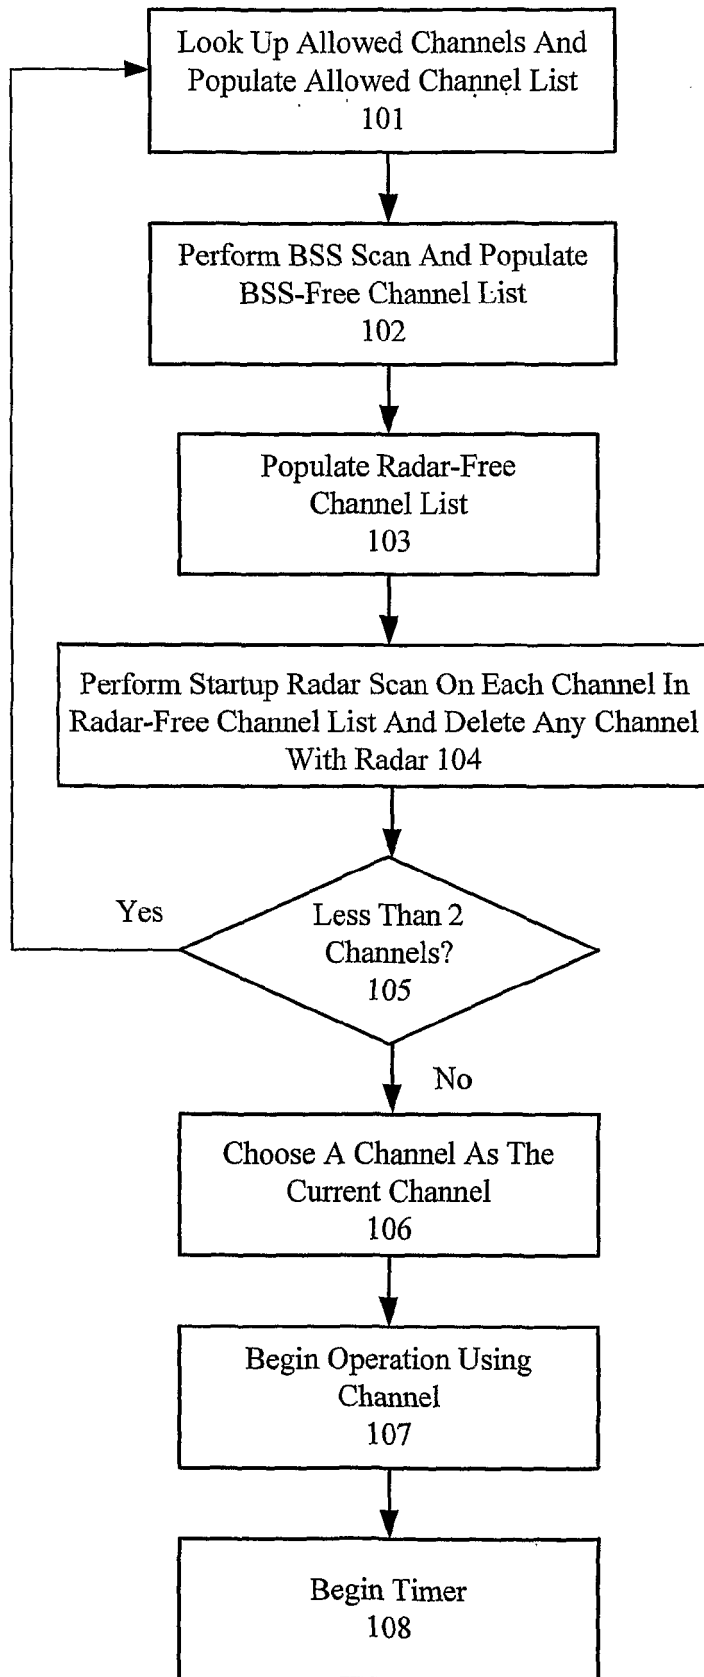 Look Up Allowed Channels And
Populate Allowed Channel List
101
Perform BSS Scan And Populate
BSS-Free Channel List
102
Populate Radar-Free
Channel List
103
Perform Startup Radar Scan On Each Channel In
Radar-Free Channel List And Delete Any Channel
With Radar 104
Yes
Less Than 2
Channels?
105
No
Choose A Channel As The
Current Channel
106
Begin Operation Using
Channel
107
Begin Timer
108